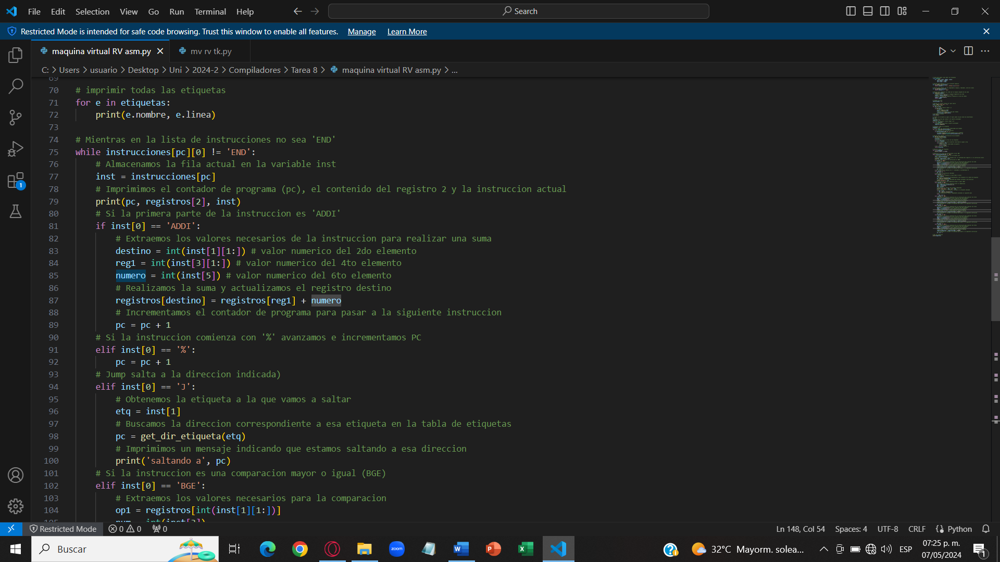 File Edit Selection View Go Run Terminal Help
Search
Restricted Mode is intended for safe code browsing. Trust this window to enable all features. Manage Learn More
maquina virtual RV asm.py
mv rv tk.py
C: > Users > usuario > Desktop > Uni > 2024-2 > Compiladores > Tarea 8 > maquina virtual RV asm.py > ...
69
70 # imprimir todas las etiquetas
71 for e in etiquetas:
72     print(e.nombre, e.linea)
73
74 # Mientras en la lista de instrucciones no sea 'END'
75 while instrucciones[pc][0] != 'END':
76     # Almacenamos la fila actual en la variable inst
77     inst = instrucciones[pc]
78     # Imprimimos el contador de programa (pc), el contenido del registro 2 y la instruccion actual
79     print(pc, registros[2], inst)
80     # Si la primera parte de la instruccion es 'ADDI'
81     if inst[0] == 'ADDI':
82         # Extraemos los valores necesarios de la instruccion para realizar una suma
83         destino = int(inst[1][1:]) # valor numerico del 2do elemento
84         reg1 = int(inst[3][1:]) # valor numerico del 4to elemento
85         numero = int(inst[5]) # valor numerico del 6to elemento
86         # Realizamos la suma y actualizamos el registro destino
87         registros[destino] = registros[reg1] + numero
88         # Incrementamos el contador de programa para pasar a la siguiente instruccion
89         pc = pc + 1
90     # Si la instruccion comienza con '%' avanzamos e incrementamos PC
91     elif inst[0] == '%':
92         pc = pc + 1
93     # Jump salta a la direccion indicada)
94     elif inst[0] == 'J':
95         # Obtenemos la etiqueta a la que vamos a saltar
96         etq = inst[1]
97         # Buscamos la direccion correspondiente a esa etiqueta en la tabla de etiquetas
98         pc = get_dir_etiqueta(etq)
99         # Imprimimos un mensaje indicando que estamos saltando a esa direccion
100         print('saltando a', pc)
101     # Si la instruccion es una comparacion mayor o igual (BGE)
102     elif inst[0] == 'BGE':
103         # Extraemos los valores necesarios para la comparacion
104         op1 = registros[int(inst[1][1:])]
1
Restricted Mode 0 0 0 Ln 148, Col 54 Spaces: 4 UTF-8 CRLF Python
Buscar
zoom
32°C Mayorm. solea... ESP
07:25 p. m.
07/05/2024
1